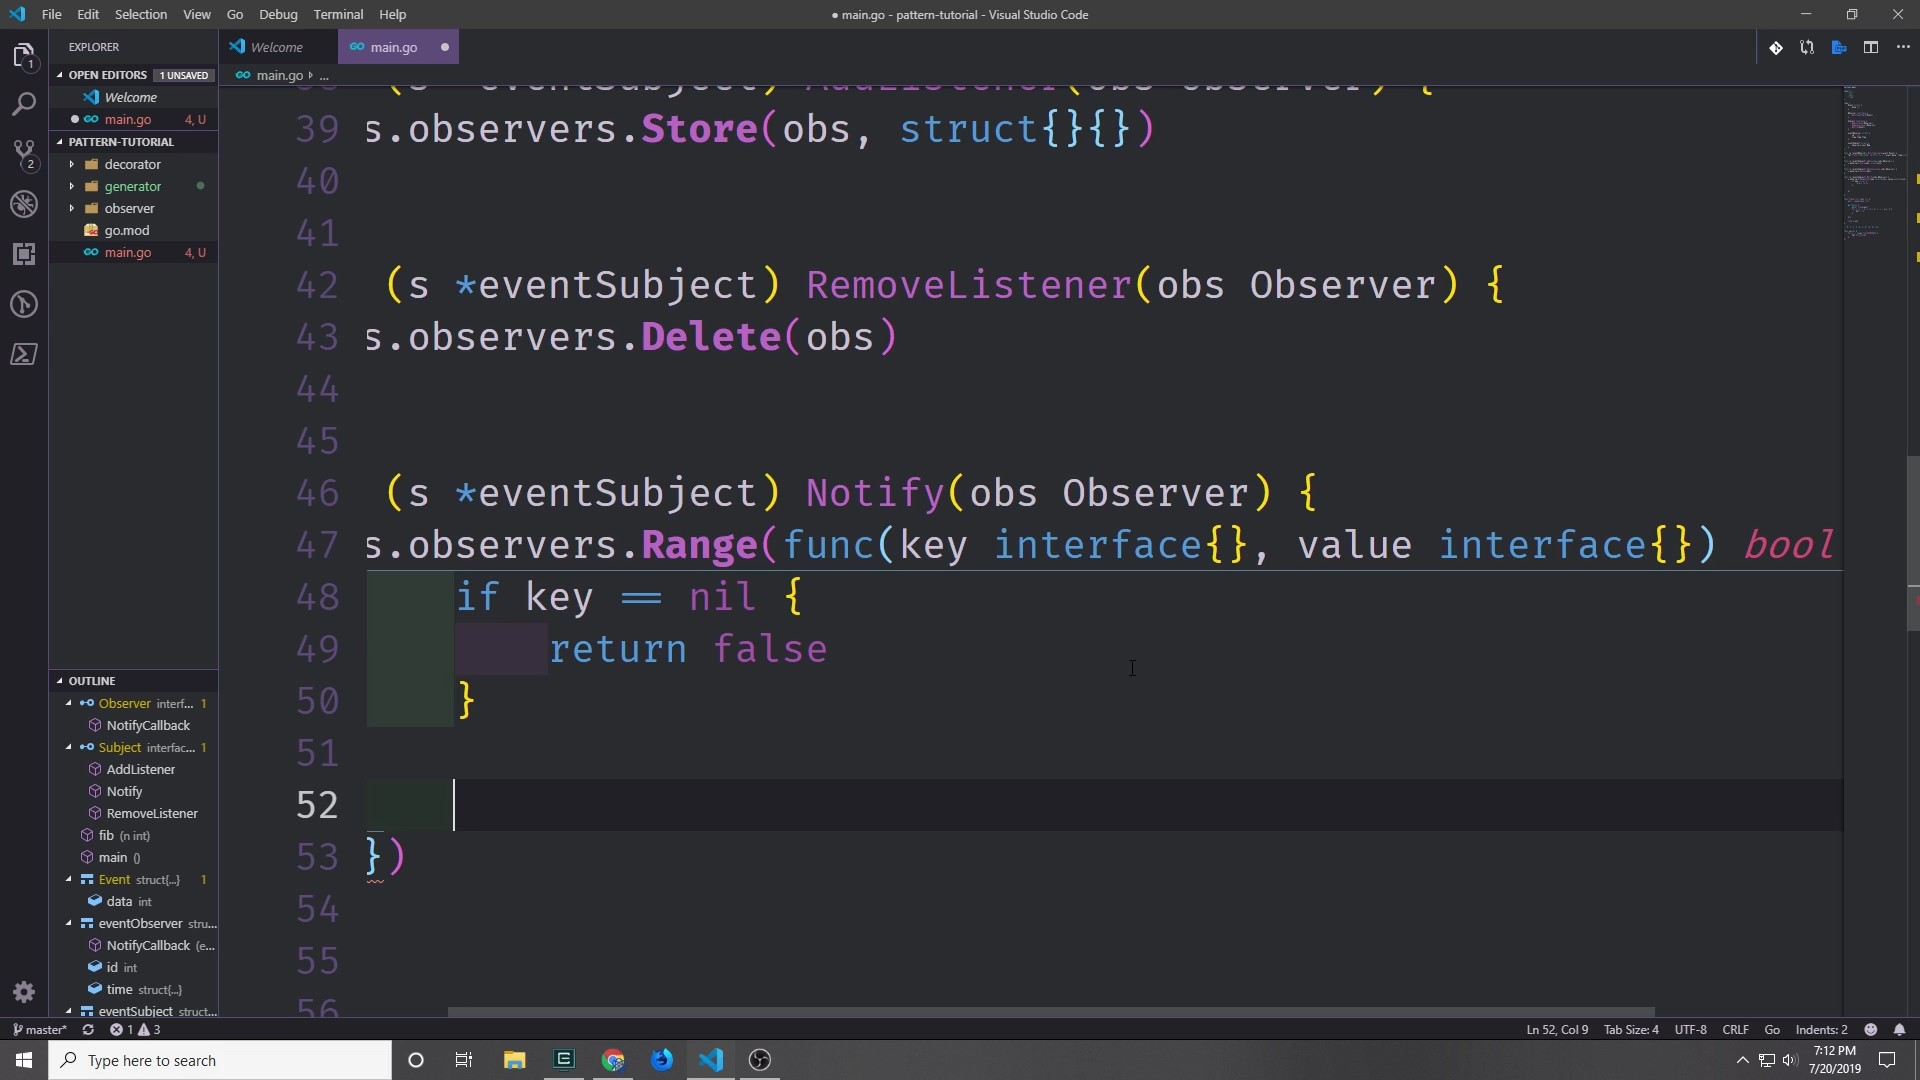 File Edit Selection View Go Debug Terminal Help
● main.go - pattern-tutorial - Visual Studio Code
EXPLORER
Welcome
main.go
OPEN EDITORS 1 UNSAVED
main.go ...
Welcome
main.go 4, U
PATTERN-TUTORIAL
decorator
generator
observer
go.mod
main.go 4, U
1
2
39 s.observers.Store(obs, struct{}{})
40
41
42 (s *eventSubject) RemoveListener(obs Observer) {
43 s.observers.Delete(obs)
44
45
46 (s *eventSubject) Notify(obs Observer) {
47 s.observers.Range(func(key interface{}, value interface{}) bool
48 if key == nil {
49 return false
50 }
51
52
53 })
54
55
56
OUTLINE
Observer interf... 1
NotifyCallback
Subject interfac... 1
AddListener
Notify
RemoveListener
fib (n int)
main ()
Event struct{...} 1
data int
eventObserver stru...
NotifyCallback (e...
id int
time struct{...}
eventSubject struct...
master* 1 3
Ln 52, Col 9 Tab Size: 4 UTF-8 CRLF Go Indents: 2
Type here to search
7:12 PM
7/20/2019